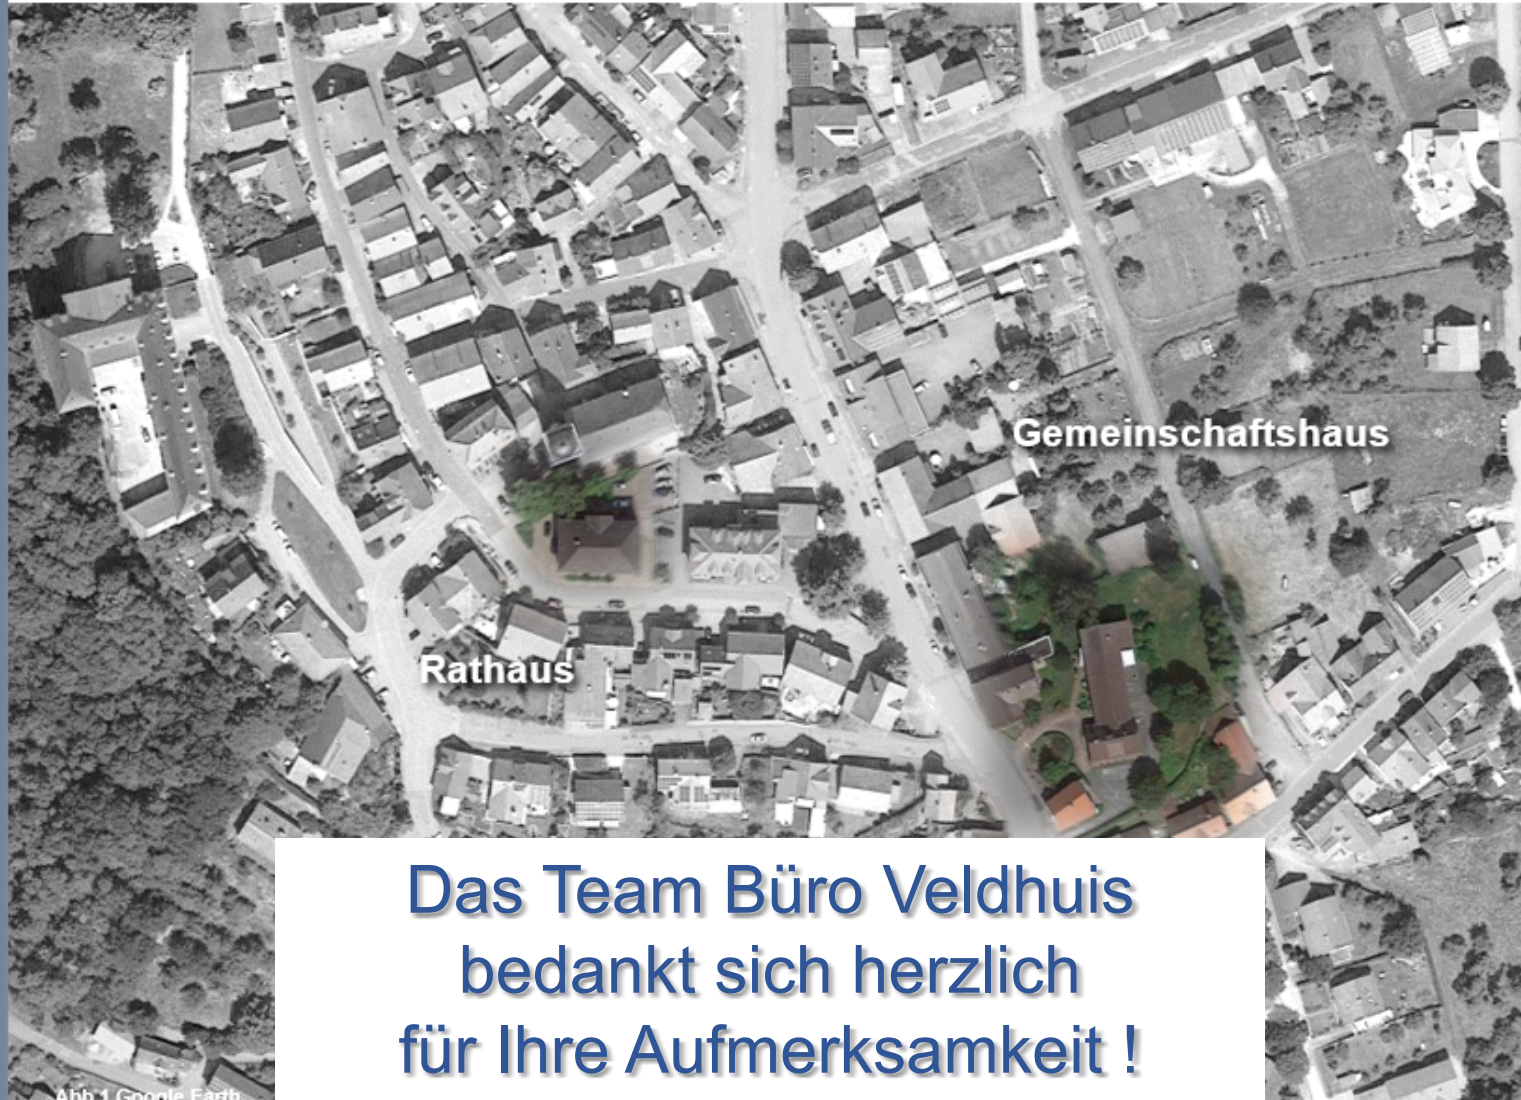 Gemeinschaftshaus
Rathaus
Das Team Büro Veldhuis
bedankt sich herzlich
für Ihre Aufmerksamkeit !
Abb.1 Google Earth